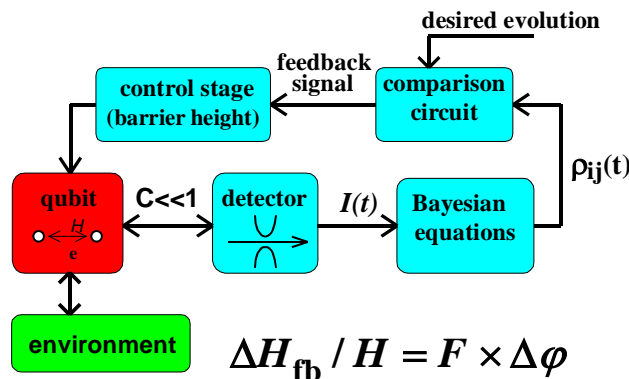 desired evolution
feedback
signal
control stage
(barrier height)
comparison
circuit
ρij(t)
qubit
H
e
C<<1
detector
I(t)
Bayesian
equations
environment
ΔHfb / H = F × Δφ